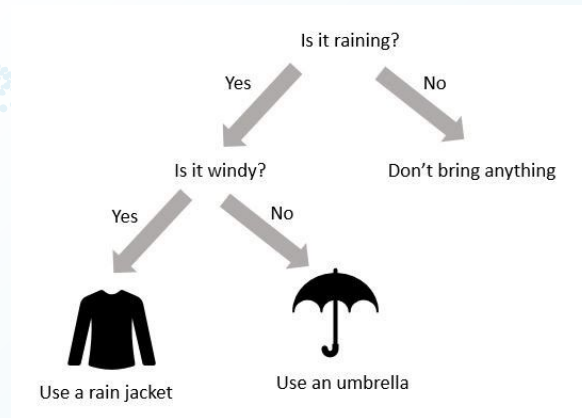 Is it raining?
Yes
No
Is it windy?
Don't bring anything
Yes
No
Use a rain jacket
Use an umbrella